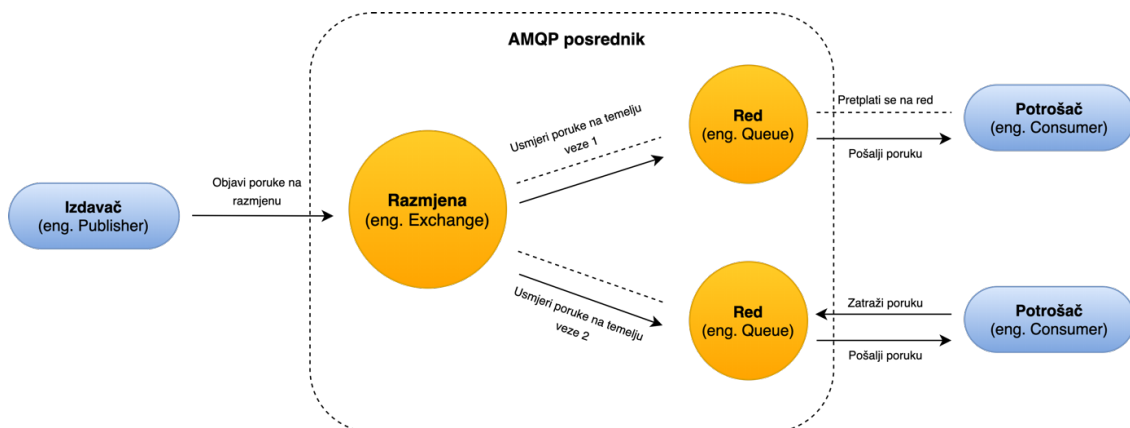 AMQP posrednik
Izdavač
(eng. Publisher)
Objavi poruke na
razmjenu
Razmjena
(eng. Exchange)
Usmjeri poruke na temelju
veze 1
Red
(eng. Queue)
Pretplati se na red
Pošalji poruku
Potrošač
(eng. Consumer)
Usmjeri poruke na temelju
veze 2
Red
(eng. Queue)
Zatraži poruku
Pošalji poruku
Potrošač
(eng. Consumer)